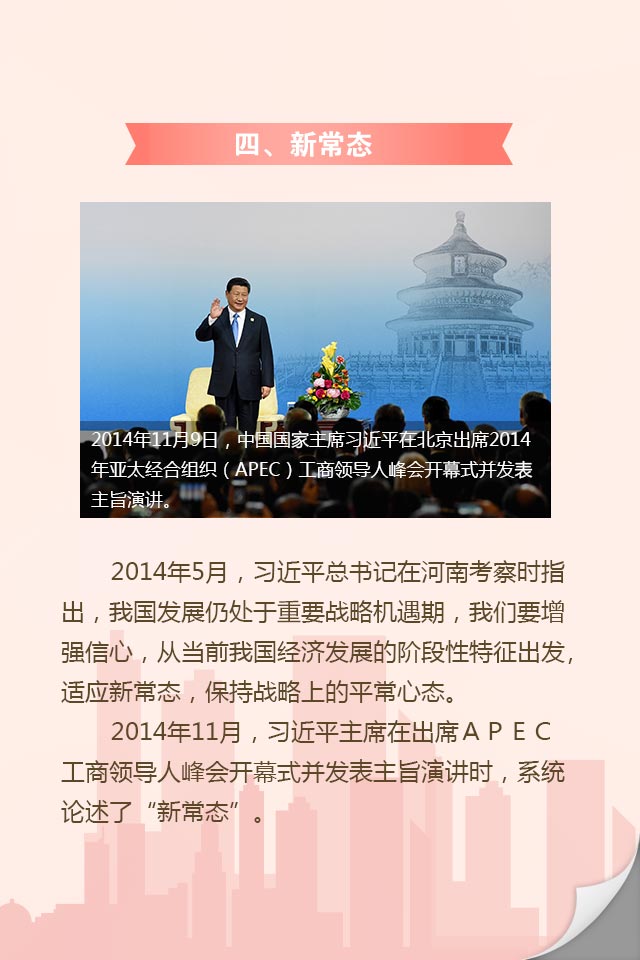 四、新常态
2014年11月9日，中国国家主席习近平在北京出席2014
年亚太经合组织（APEC）工商领导人峰会开幕式并发表
主旨演讲。
2014年5月，习近平总书记在河南考察时指
出，我国发展仍处于重要战略机遇期，我们要增
强信心，从当前我国经济发展的阶段性特征出发，
适应新常态，保持战略上的平常心态。
2014年11月，习近平主席在出席ＡＰＥＣ
工商领导人峰会开幕式并发表主旨演讲时，系统
论述了“新常态”。